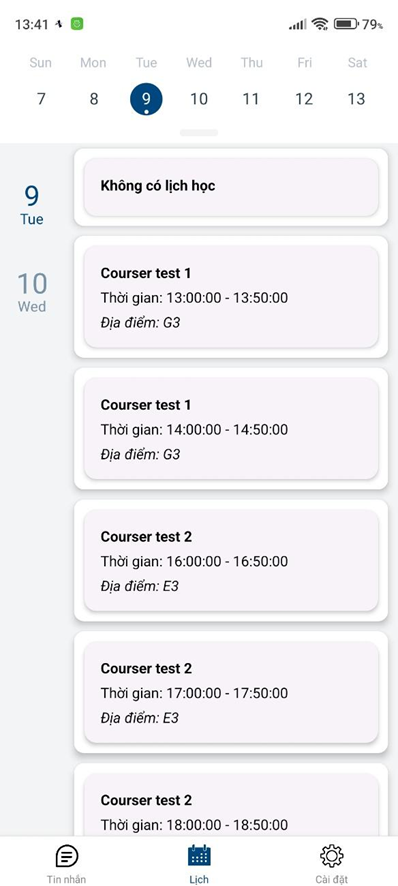 13:41
79%
Sun Mon Tue Wed Thu Fri Sat
7 8 9 10 11 12 13
9
Tue
Không có lịch học
10
Wed
Courser test 1
Thời gian: 13:00:00 - 13:50:00
Địa điểm: G3
Courser test 1
Thời gian: 14:00:00 - 14:50:00
Địa điểm: G3
Courser test 2
Thời gian: 16:00:00 - 16:50:00
Địa điểm: E3
Courser test 2
Thời gian: 17:00:00 - 17:50:00
Địa điểm: E3
Courser test 2
Thời gian: 18:00:00 - 18:50:00
Tin nhắn Lịch Cài đặt